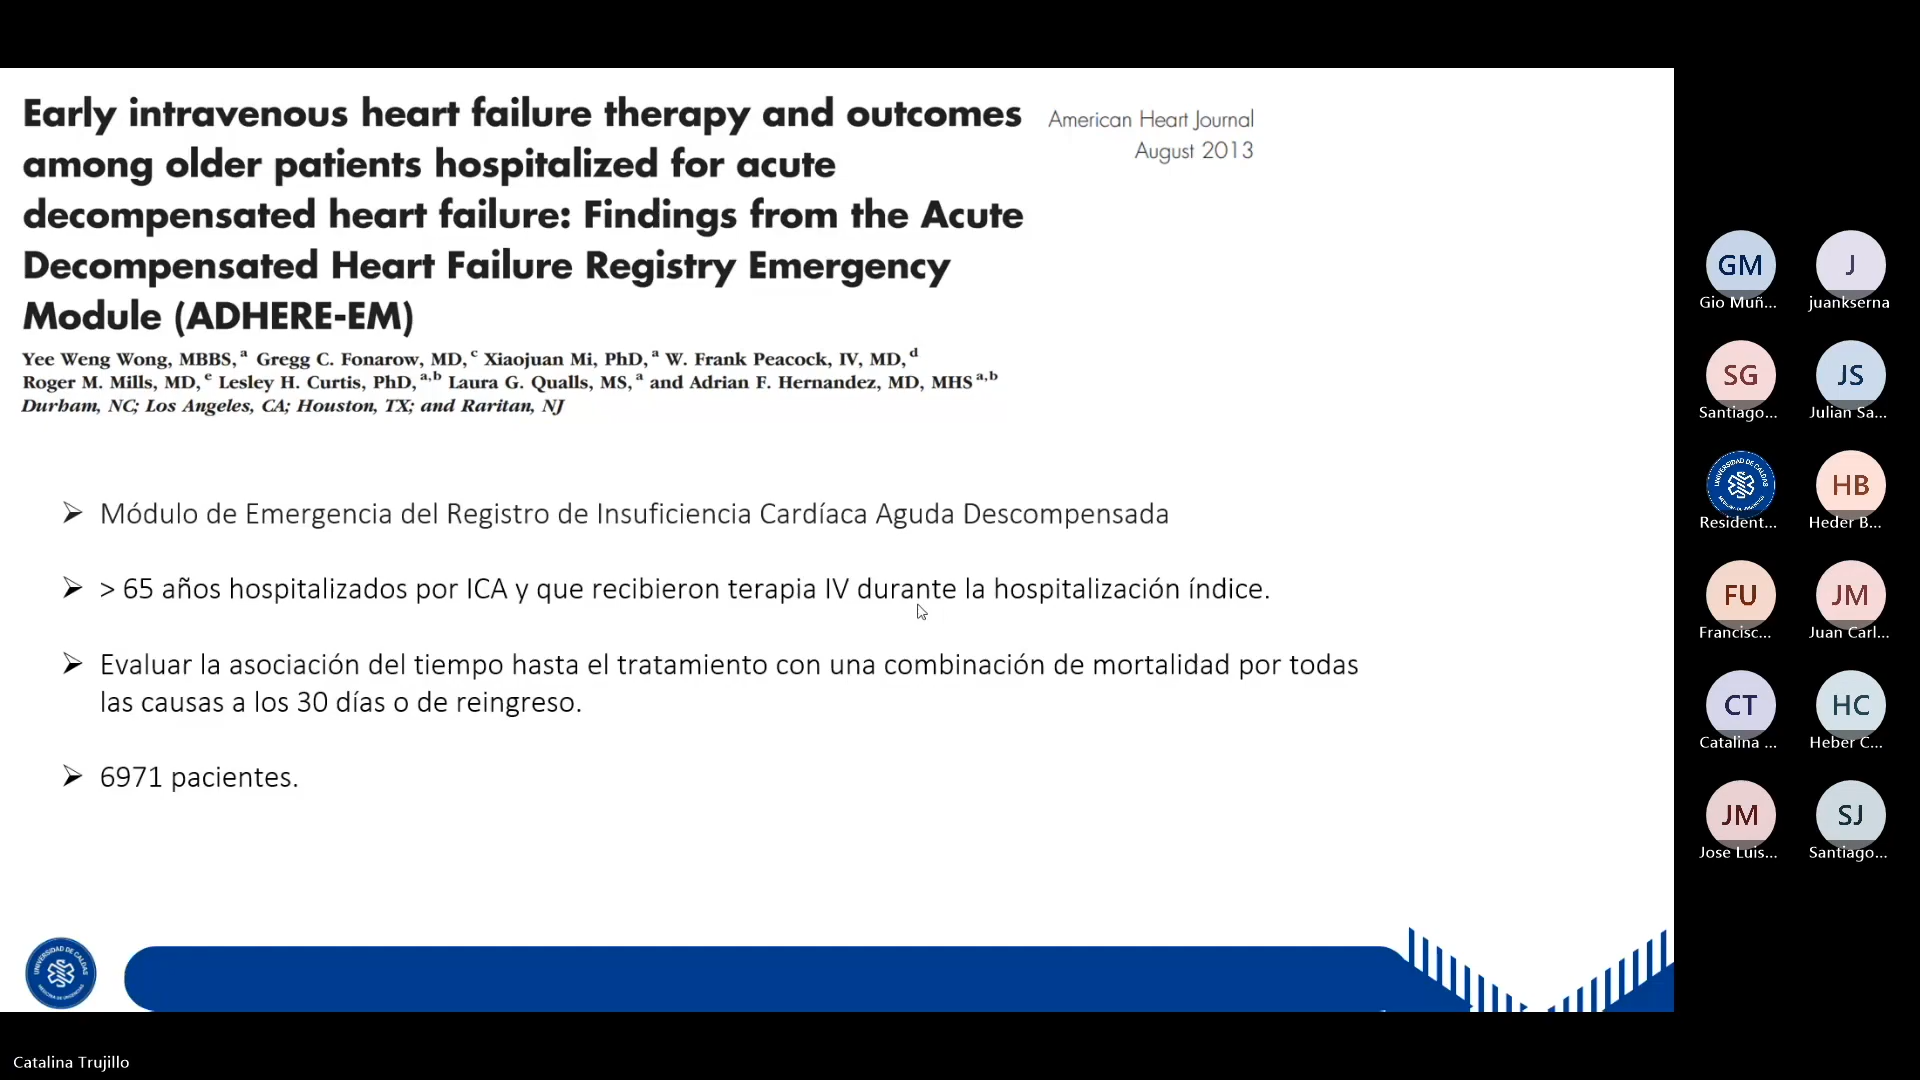 Early intravenous heart failure therapy and outcomes
among older patients hospitalized for acute
decompensated heart failure: Findings from the Acute
Decompensated Heart Failure Registry Emergency
Module (ADHERE-EM)
American Heart Journal
August 2013
Yee Weng Wong, MBBS, a Gregg C. Fonarow, MD, c Xiaojuan Mi, PhD, a W. Frank Peacock, IV, MD, d
Roger M. Mills, MD, e Lesley H. Curtis, PhD, a,b Laura G. Qualls, MS, a and Adrian F. Hernandez, MD, MHS a,b
Durham, NC; Los Angeles, CA; Houston, TX; and Raritan, NJ
➢ Módulo de Emergencia del Registro de Insuficiencia Cardíaca Aguda Descompensada
➢ > 65 años hospitalizados por ICA y que recibieron terapia IV durante la hospitalización índice.
➢ Evaluar la asociación del tiempo hasta el tratamiento con una combinación de mortalidad por todas
las causas a los 30 días o de reingreso.
➢ 6971 pacientes.
UNIVERSIDAD DE CALDAS
GM
Gio Muñ...
J
juankserna
SG
Santiago...
JS
Julian Sa...
UNIVERSIDAD DE CALDAS
Resident...
HB
Heder B...
FU
Francisc...
JM
Juan Carl...
CT
Catalina ...
HC
Heber C...
JM
Jose Luis...
SJ
Santiago...
Catalina Trujillo